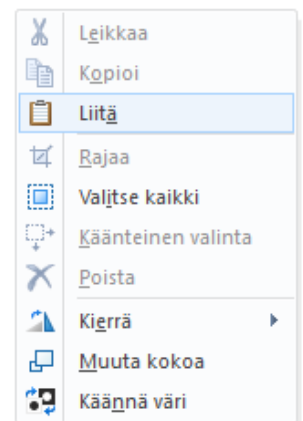 Leikkaa
Kopioi
Liitä
Rajaa
Valitse kaikki
Käänteinen valinta
Poista
Kierrä
Muuta kokoa
Käännä väri